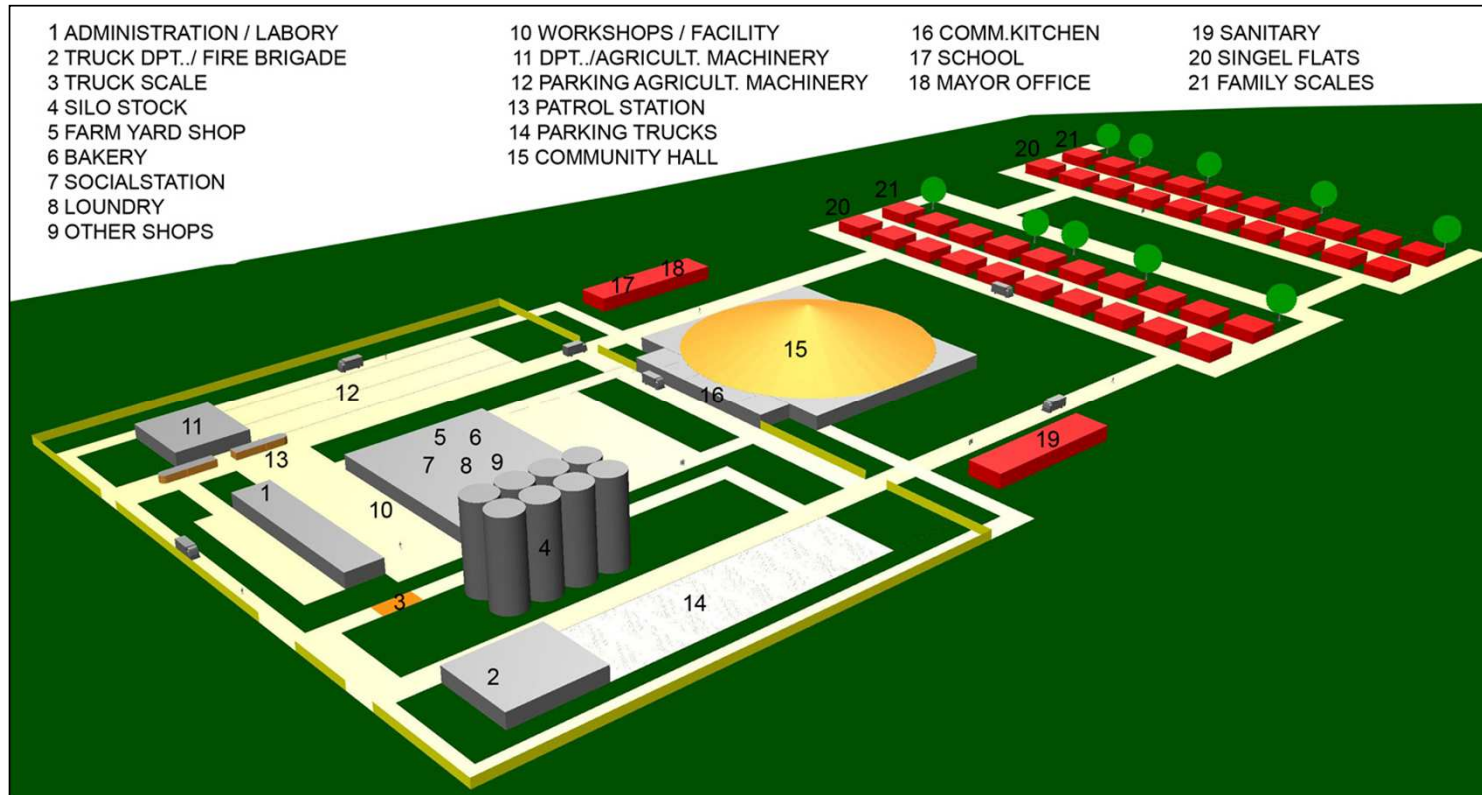 1 ADMINISTRATION / LABORY
2 TRUCK DPT../ FIRE BRIGADE
3 TRUCK SCALE
4 SILO STOCK
5 FARM YARD SHOP
6 BAKERY
7 SOCIALSTATION
8 LOUNDRY
9 OTHER SHOPS
10 WORKSHOPS / FACILITY
11 DPT../AGRICULT. MACHINERY
12 PARKING AGRICULT. MACHINERY
13 PATROL STATION
14 PARKING TRUCKS
15 COMMUNITY HALL
16 COMM.KITCHEN
17 SCHOOL
18 MAYOR OFFICE
19 SANITARY
20 SINGEL FLATS
21 FAMILY SCALES
20 21
20 21
17 18
15
16
12
11
13
5 6
7 8 9
1
10
4
19
3
14
2